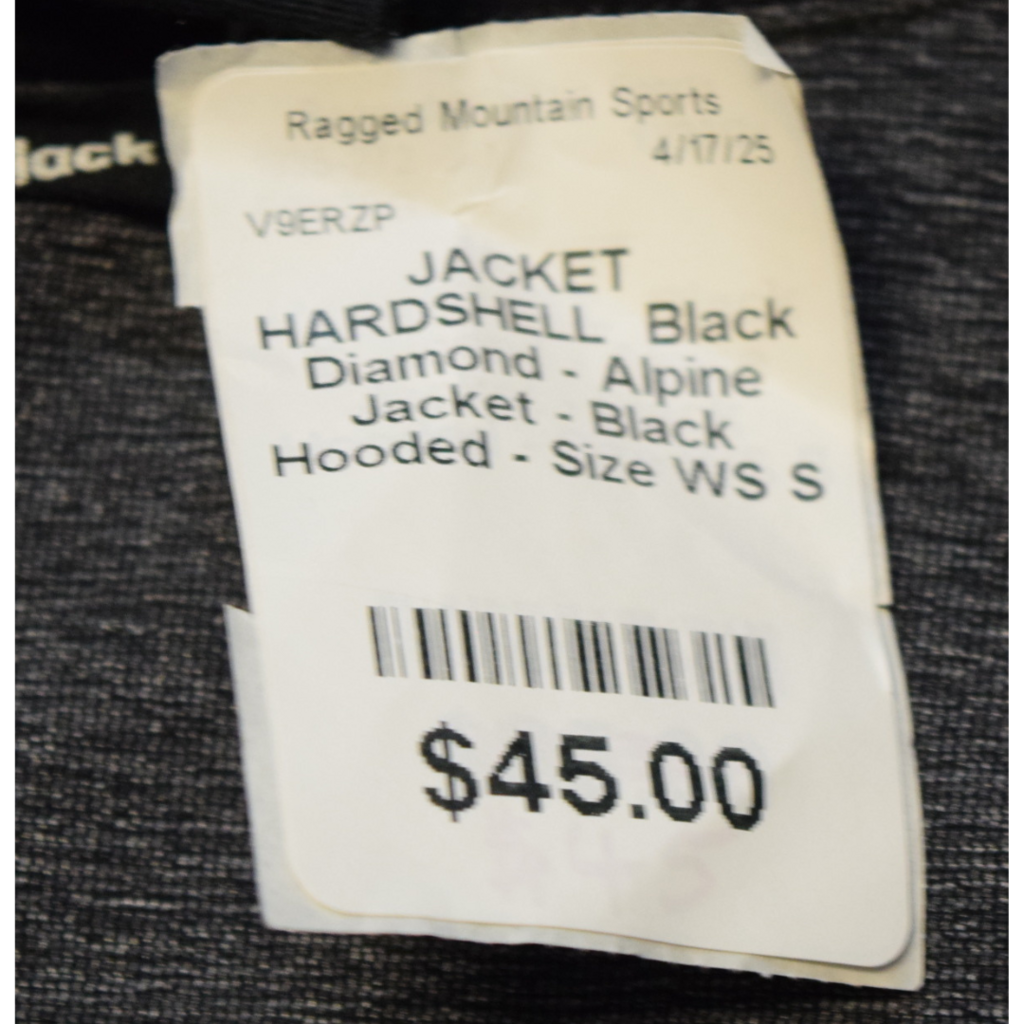 jack
Ragged Mountain Sports
4/17/25
V9ERZP
JACKET
HARDSHELL Black
Diamond - Alpine
Jacket - Black
Hooded - Size WS S
$45.00